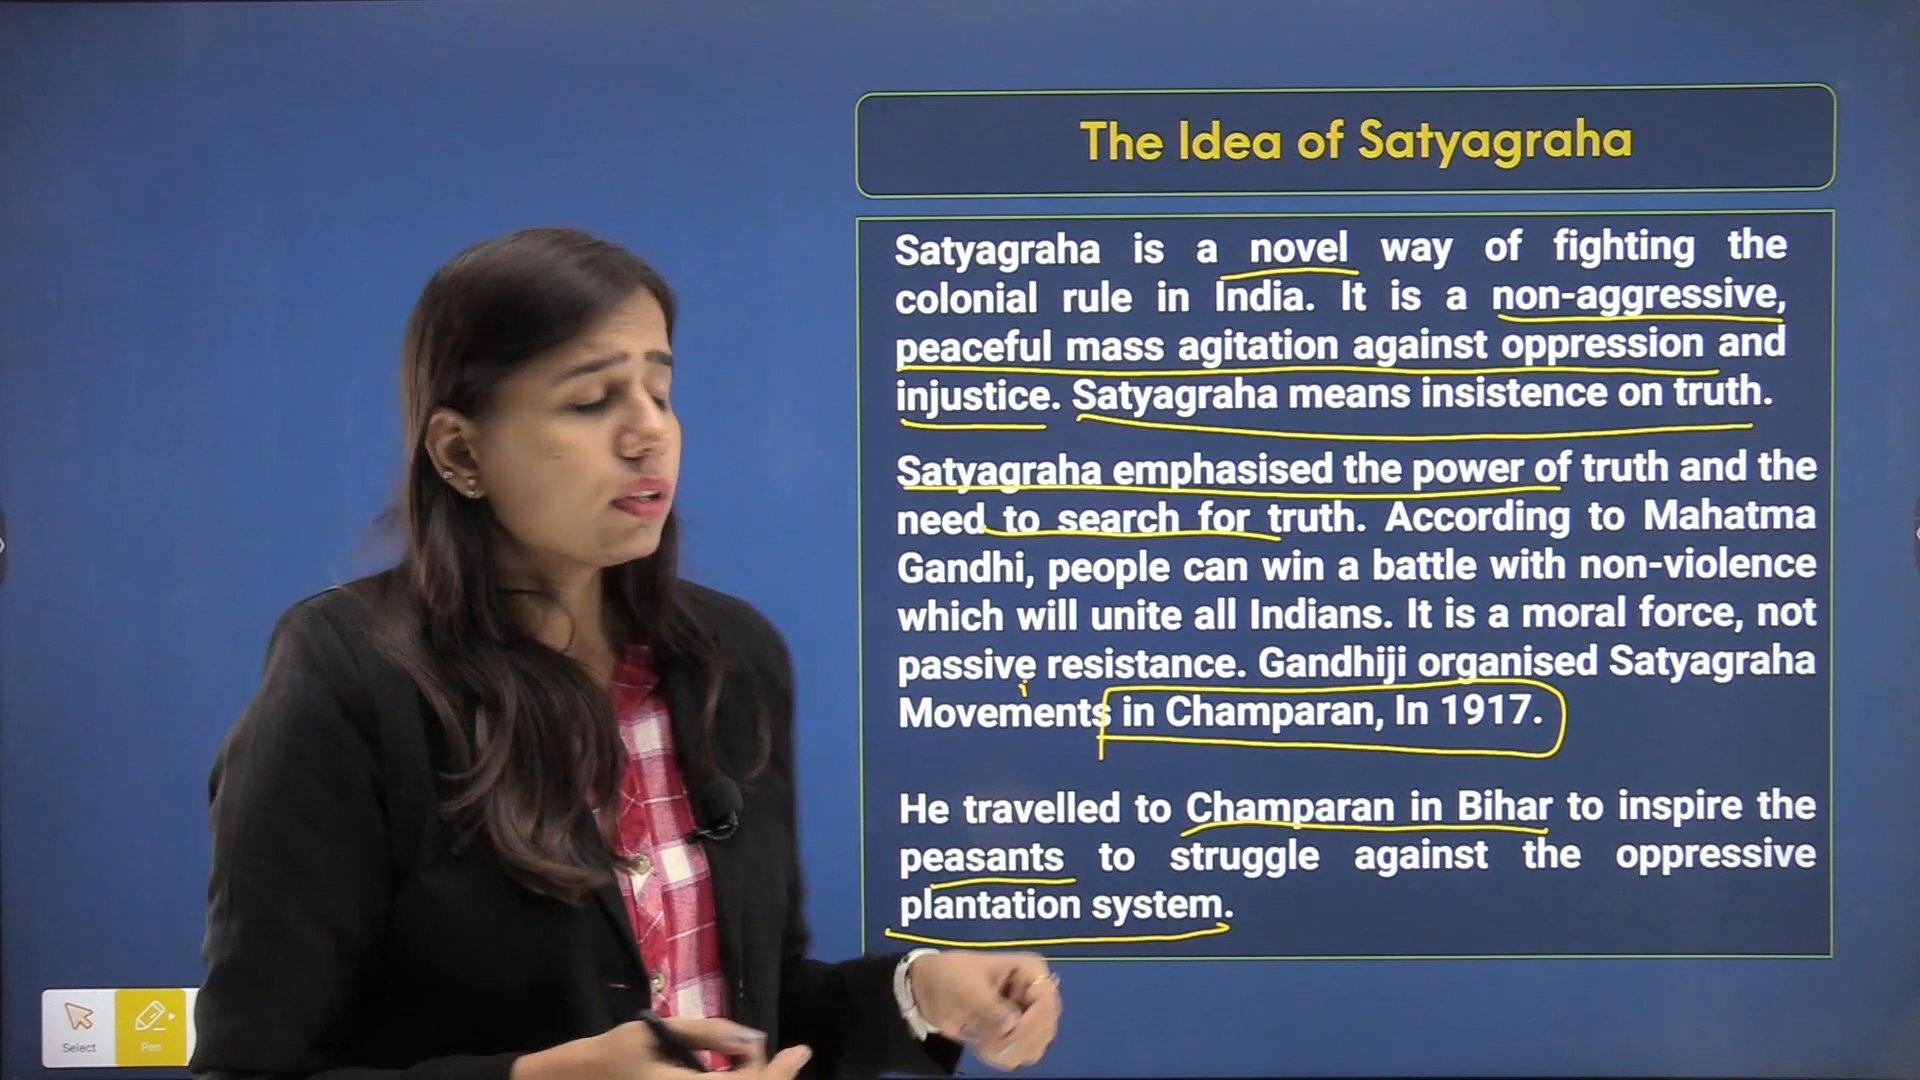 The Idea of Satyagraha
Satyagraha is a novel way of fighting the
colonial rule in India. It is a non-aggressive,
peaceful mass agitation against oppression and
injustice. Satyagraha means insistence on truth.
Satyagraha emphasised the power of truth and the
need to search for truth. According to Mahatma
Gandhi, people can win a battle with non-violence
which will unite all Indians. It is a moral force, not
passive resistance. Gandhiji organised Satyagraha
Movements in Champaran, In 1917.
He travelled to Champaran in Bihar to inspire the
peasants to struggle against the oppressive
plantation system.
Select
Pen